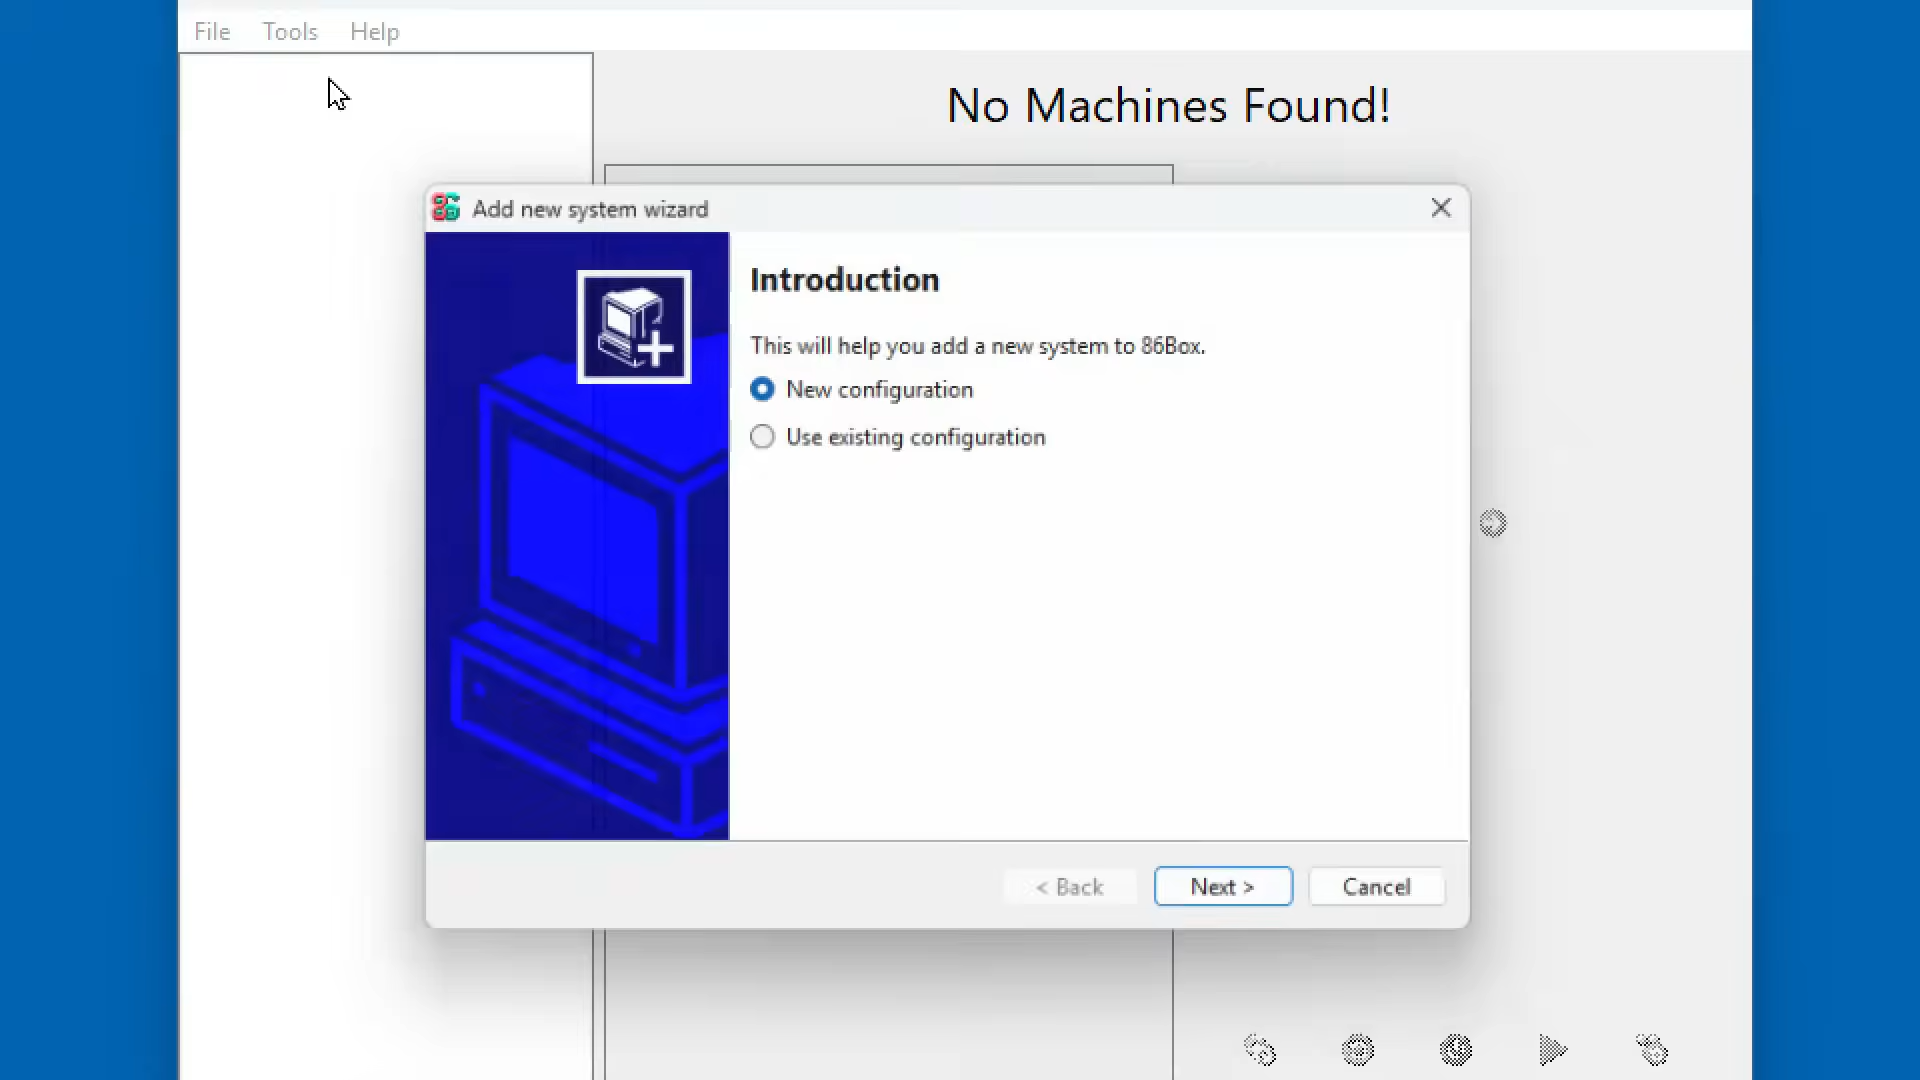 File Tools Help
No Machines Found!
86 Add new system wizard
Introduction
This will help you add a new system to 86Box.
New configuration
Use existing configuration
< Back Next > Cancel